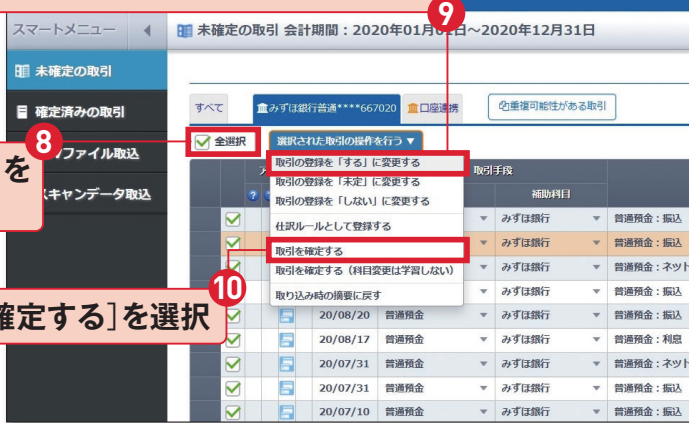 9
スマートメニュー ◀
未確定の取引 会計期間：2020年01月01日～2020年12月31日
未確定の取引
確定済みの取引
ファイル取込
スキャンデータ取込
すべて
みずほ銀行普通****667020
口座連携
重複可能性がある取引
8
を
全選択
選択された取引の操作を行う ▼
取引の登録を「する」に変更する
取引の登録を「未定」に変更する
取引の登録を「しない」に変更する
仕訳ルールとして登録する
取引を確定する
取引を確定する（科目変更は学習しない）
取り込み時の摘要に戻す
10
確定する］を選択
取引手段
補助科目
みずほ銀行 普通預金：振込
みずほ銀行 普通預金：振込
みずほ銀行 普通預金：ネット
みずほ銀行 普通預金：振込
20/08/20 普通預金 みずほ銀行 普通預金：振込
20/08/17 普通預金 みずほ銀行 普通預金：利息
20/07/31 普通預金 みずほ銀行 普通預金：ネット
20/07/31 普通預金 みずほ銀行 普通預金：振込
20/07/10 普通預金 みずほ銀行 普通預金：振込